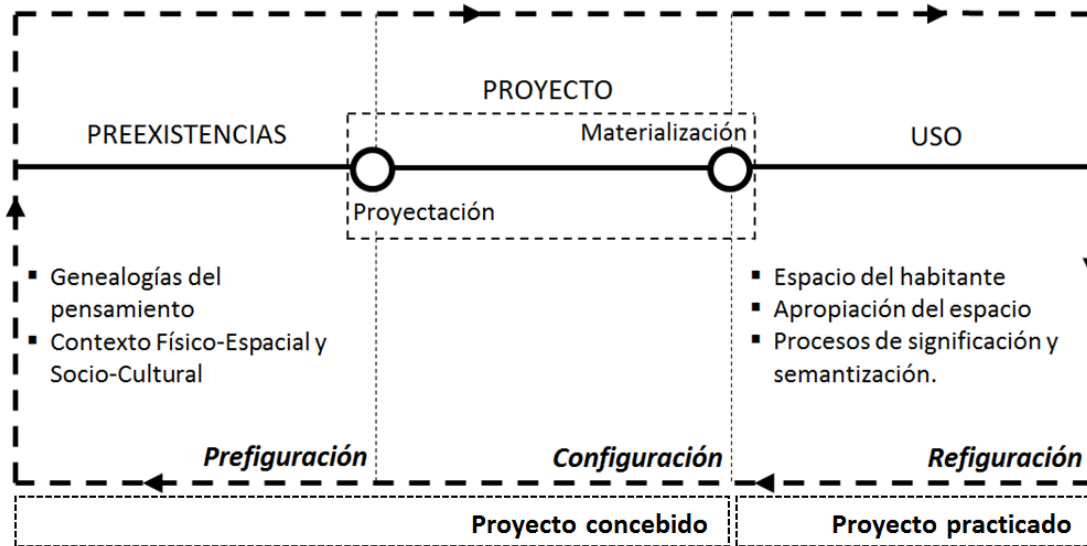 PROYECTO
PREEXISTENCIAS
Materialización
USO
Proyectación
▪ Genealogías del
pensamiento
▪ Contexto Físico-Espacial y
Socio-Cultural
▪ Espacio del habitante
▪ Apropiación del espacio
▪ Procesos de significación y
semantización.
Prefiguración
Configuración
Refiguración
Proyecto concebido
Proyecto practicado